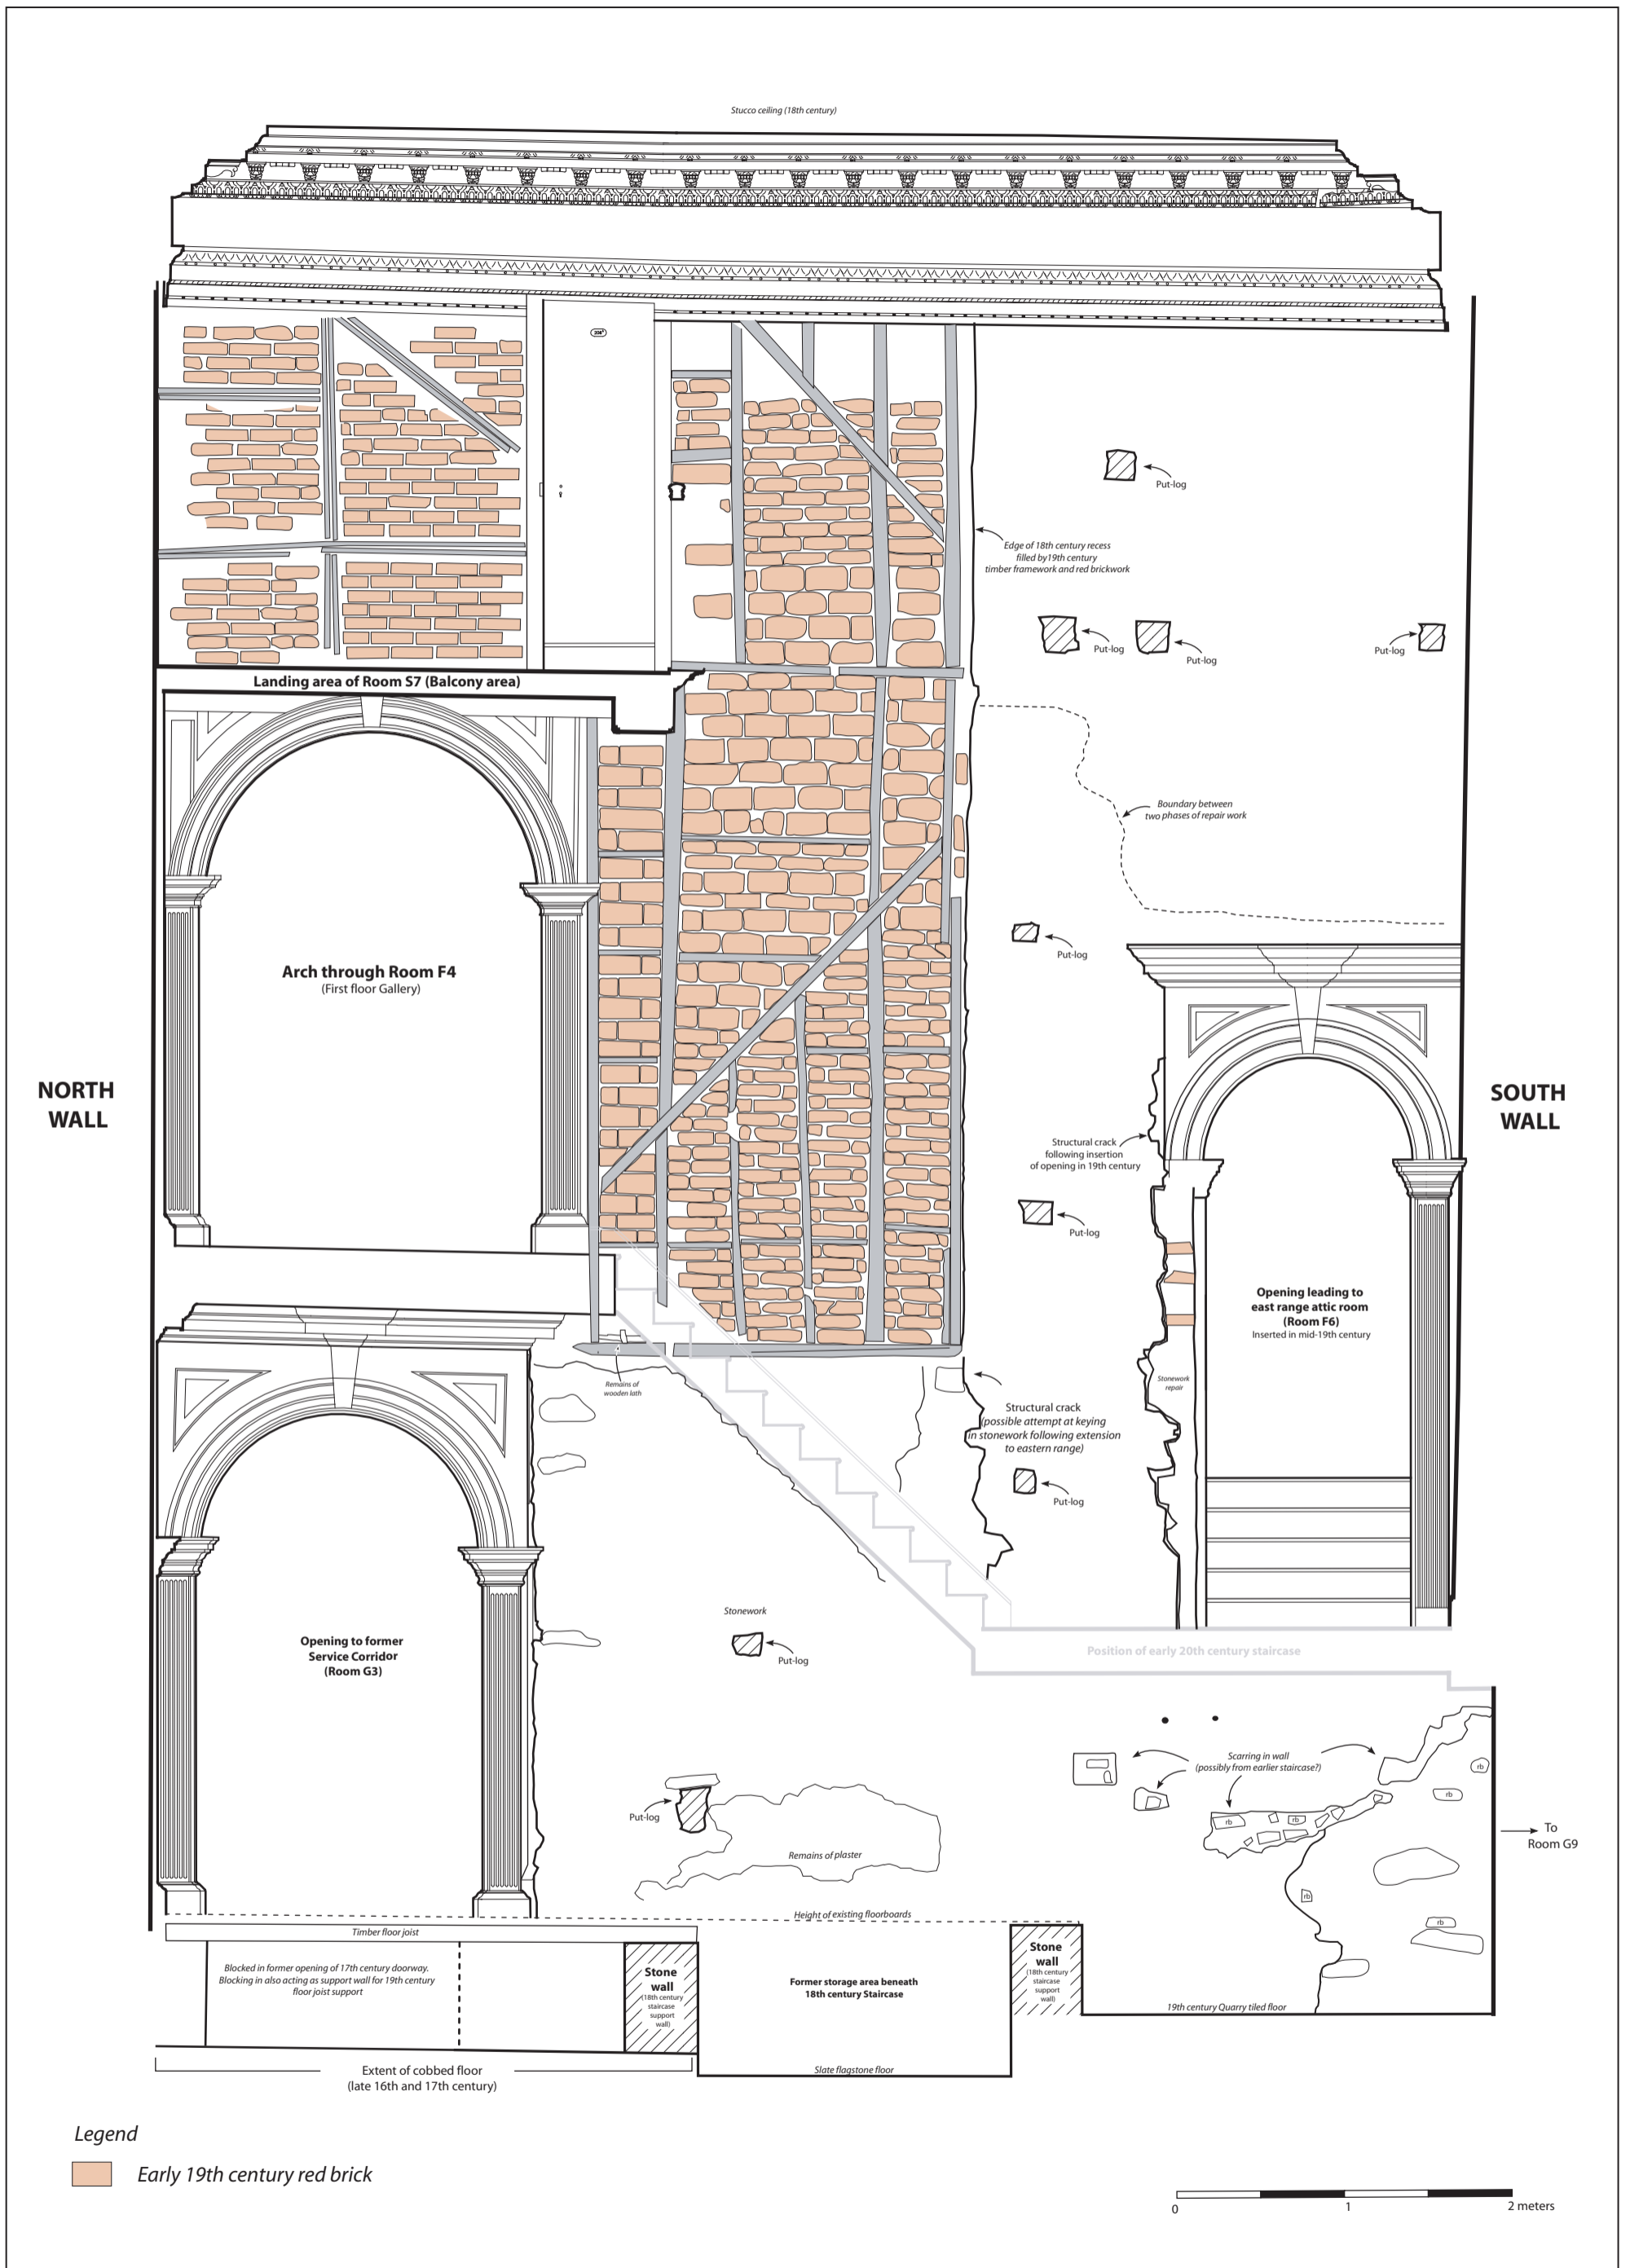 Stucco ceiling (18th century)
Put-log
Edge of 18th century recess
filled by19th century
timber framework and red brickwork
Put-log
Put-log
Put-log
Landing area of Room S7 (Balcony area)
Boundary between
two phases of repair work
Put-log
Arch through Room F4
(First floor Gallery)
NORTH
WALL
SOUTH
WALL
Structural crack
following insertion
of opening in 19th century
Put-log
Opening leading to
east range attic room
(Room F6)
Inserted in mid-19th century
Remains of
wooden lath
Stonework
repair
Structural crack
(possible attempt at keying
in stonework following extension
to eastern range)
Put-log
Stonework
Put-log
Opening to former
Service Corridor
(Room G3)
Position of early 20th century staircase
Scarring in wall
(possibly from earlier staircase?)
rb
rb
rb
rb
Put-log
To
Room G9
Remains of plaster
rb
rb
Height of existing floorboards
Timber floor joist
Blocked in former opening of 17th century doorway.
Blocking in also acting as support wall for 19th century
floor joist support
Stone
wall
(18th century
staircase
support
wall)
Former storage area beneath
18th century Staircase
Stone
wall
(18th century
staircase
support
wall)
19th century Quarry tiled floor
Slate flagstone floor
Extent of cobbed floor
(late 16th and 17th century)
Legend
Early 19th century red brick
0
1
2 meters